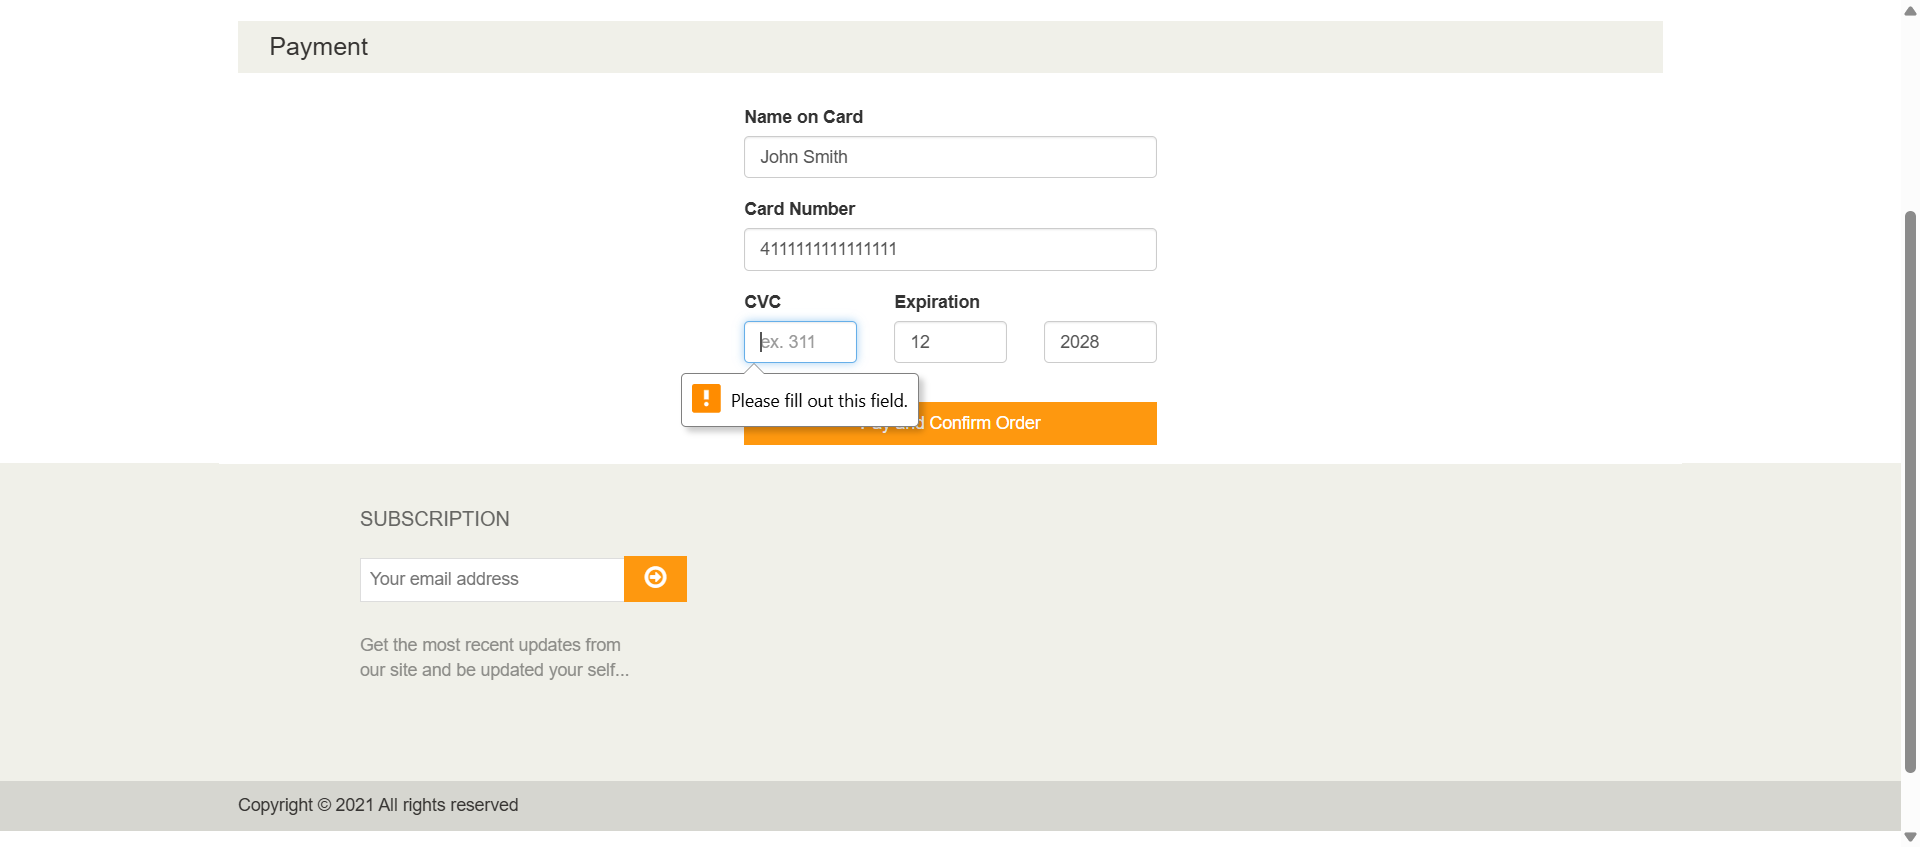 Payment
Name on Card
John Smith
Card Number
4111111111111111
CVC
Expiration
ex. 311
12
2028
Please fill out this field.
Pay and Confirm Order
SUBSCRIPTION
Your email address
Get the most recent updates from
our site and be updated your self...
Copyright © 2021 All rights reserved